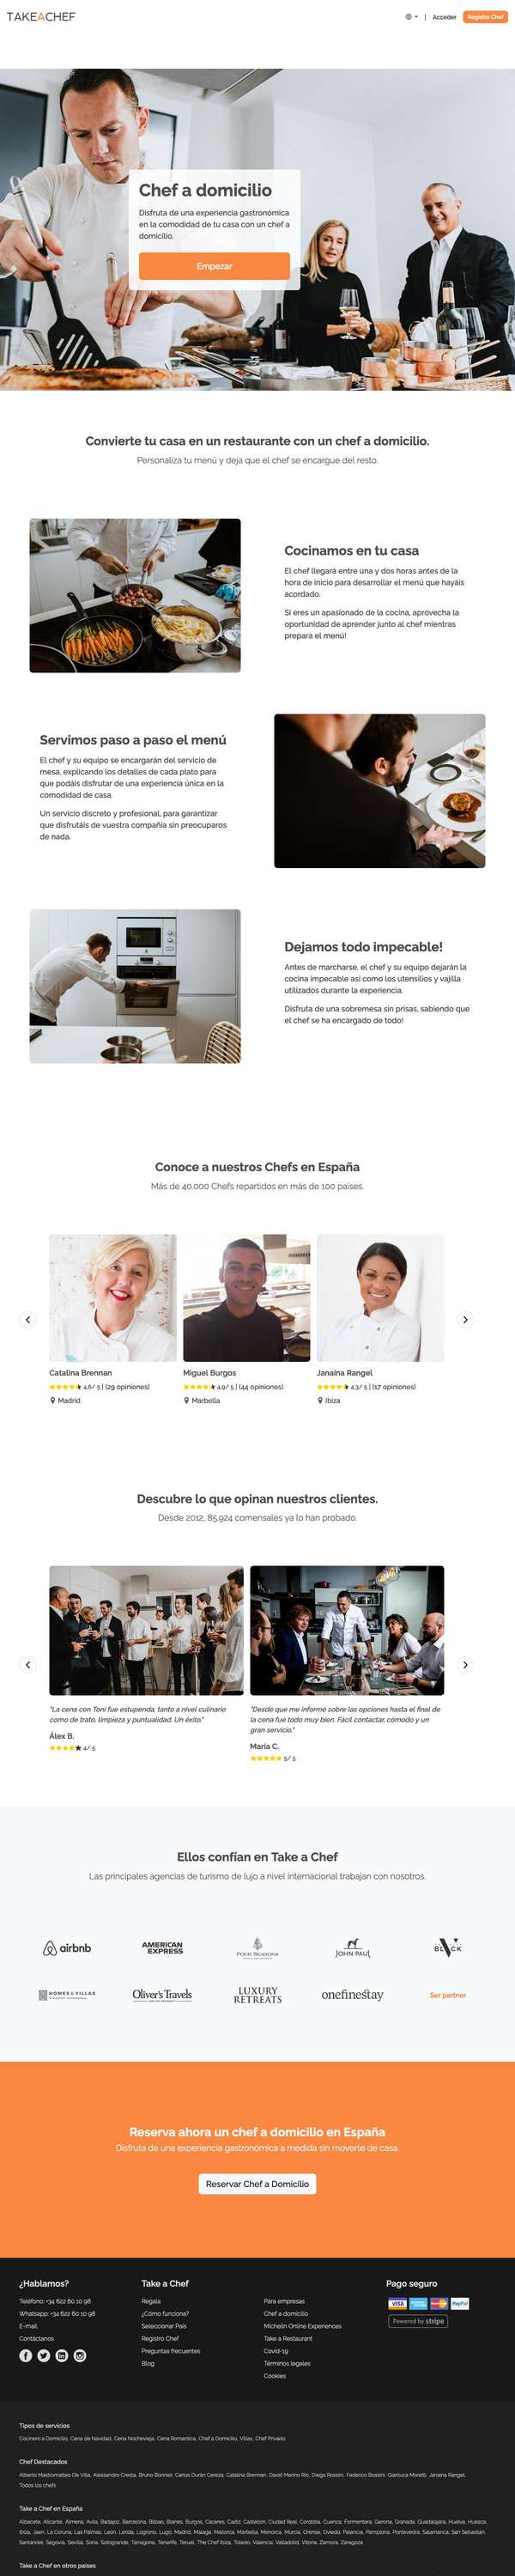 TAKEACHEF
| Acceder Registro Chef
Chef a domicilio
Disfruta de una experiencia gastronómica
en la comodidad de tu casa con un chef a
domicilio.
Empezar
Convierte tu casa en un restaurante con un chef a domicilio.
Personaliza tu menú y deja que el chef se encargue del resto.
Cocinamos en tu casa
El chef llegará entre una y dos horas antes de la
hora de inicio para desarrollar el menú que hayáis
acordado.
Si eres un apasionado de la cocina, aprovecha la
oportunidad de aprender junto al chef mientras
prepara el menú!
Servimos paso a paso el menú
El chef y su equipo se encargarán del servicio de
mesa, explicando los detalles de cada plato para
que podáis disfrutar de una experiencia única en la
comodidad de casa.
Un servicio discreto y profesional, para garantizar
que disfrutáis de vuestra compañía sin preocuparos
de nada.
Dejamos todo impecable!
Antes de marcharse, el chef y su equipo dejarán la
cocina impecable así como los utensilios y vajilla
utilizados durante la experiencia.
Disfruta de una sobremesa sin prisas, sabiendo que
el chef se ha encargado de todo!
Conoce a nuestros Chefs en España
Más de 40.000 Chefs repartidos en más de 100 países.
Catalina Brennan
4.6/ 5 | (29 opiniones)
Madrid
Miguel Burgos
4.9/ 5 | (44 opiniones)
Marbella
Janaina Rangel
4.3/ 5 | (17 opiniones)
Ibiza
Descubre lo que opinan nuestros clientes.
Desde 2012, 85.924 comensales ya lo han probado.
"La cena con Toni fue estupenda, tanto a nivel culinario
como de trato, limpieza y puntualidad. Un éxito."
Álex B.
4/ 5
"Desde que me informé sobre las opciones hasta el final de
la cena fue todo muy bien. Fácil contactar, cómodo y un
gran servicio."
María C.
5/ 5
Ellos confían en Take a Chef
Las principales agencias de turismo de lujo a nivel internacional trabajan con nosotros.
airbnb
AMERICAN
EXPRESS
FOUR SEASONS
JOHN PAUL
BLACK
HOMES & VILLAS
Oliver's Travels
LUXURY
RETREATS
onefinestay
Ser partner
Reserva ahora un chef a domicilio en España
Disfruta de una experiencia gastronómica a medida sin moverte de casa.
Reservar Chef a Domicilio
¿Hablamos?
Teléfono: +34 622 60 10 98
Whatsapp: +34 622 60 10 98
E-mail:
Contáctanos
Take a Chef
Regala
¿Cómo funciona?
Seleccionar País
Registro Chef
Preguntas frecuentes
Blog
Para empresas
Chef a domicilio
Michelin Online Experiences
Take a Restaurant
Covid-19
Términos legales
Cookies
Pago seguro
VISA
PayPal
Powered by stripe
Tipos de servicios
Cocinero a Domicilio, Cena de Navidad, Cena Nochevieja, Cena Romantica, Chef a Domicilio, Villas, Chef Privado
Chef Destacados
Alberto Mastromatteo De Villa, Alessandro Cresta, Bruno Bonnier, Carlos Durán Cereza, Catalina Brennan, David Merino Río, Diego Rossini, Federico Bossini, Gianluca Moretti, Janaina Rangel,
Todos los chefs
Take a Chef en España
Albacete, Alicante, Almería, Avila, Badajoz, Barcelona, Bilbao, Blanes, Burgos, Caceres, Cadiz, Castellon, Ciudad Real, Cordoba, Cuenca, Formentera, Gerona, Granada, Guadalajara, Huelva, Huesca,
Ibiza, Jaen, La Coruna, Las Palmas, Leon, Lerida, Logrono, Lugo, Madrid, Malaga, Mallorca, Marbella, Menorca, Murcia, Orense, Oviedo, Palencia, Pamplona, Pontevedra, Salamanca, San Sebastian,
Santander, Segovia, Sevilla, Soria, Sotogrande, Tarragona, Tenerife, Teruel, The Chef Ibiza, Toledo, Valencia, Valladolid, Vitoria, Zamora, Zaragoza
Take a Chef en otros países